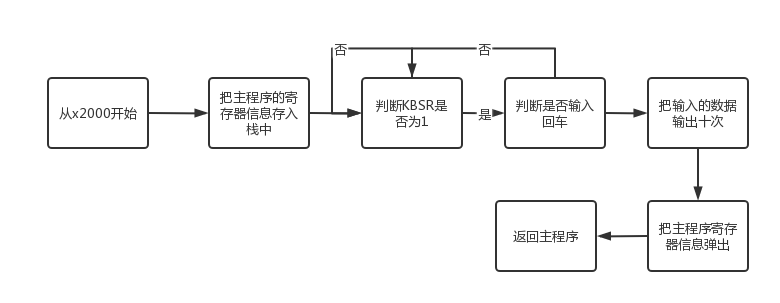 否
否
从x2000开始
把主程序的寄
存器信息存入
栈中
判断KBSR是
否为1
是
判断是否输入
回车
把输入的数据
输出十次
返回主程序
把主程序寄存
器信息弹出